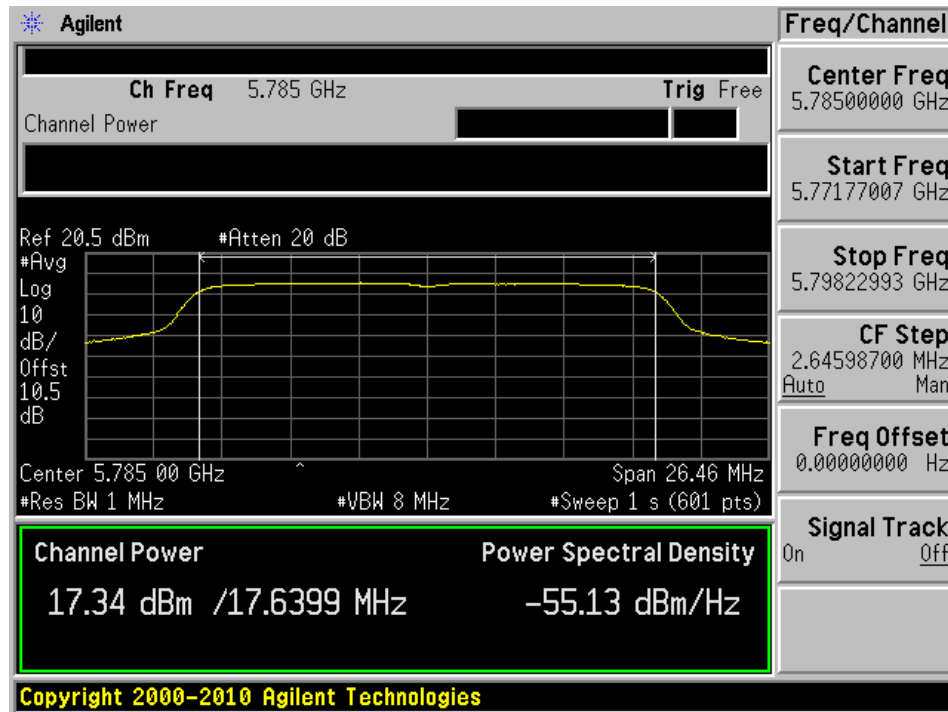 Agilent
Ch Freq 5.785 GHz Trig Free
Channel Power
Ref 20.5 dBm #Atten 20 dB
#Avg
Log
10
dB/
Offst
10.5
dB
Center 5.785 00 GHz ^ Span 26.46 MHz
#Res BW 1 MHz #VBW 8 MHz #Sweep 1 s (601 pts)
Channel Power Power Spectral Density
17.34 dBm /17.6399 MHz -55.13 dBm/Hz
Copyright 2000-2010 Agilent Technologies
Freq/Channel
Center Freq
5.78500000 GHz
Start Freq
5.77177007 GHz
Stop Freq
5.79822993 GHz
CF Step
2.64598700 MHz
Auto Man
Freq Offset
0.00000000 Hz
Signal Track
On Off